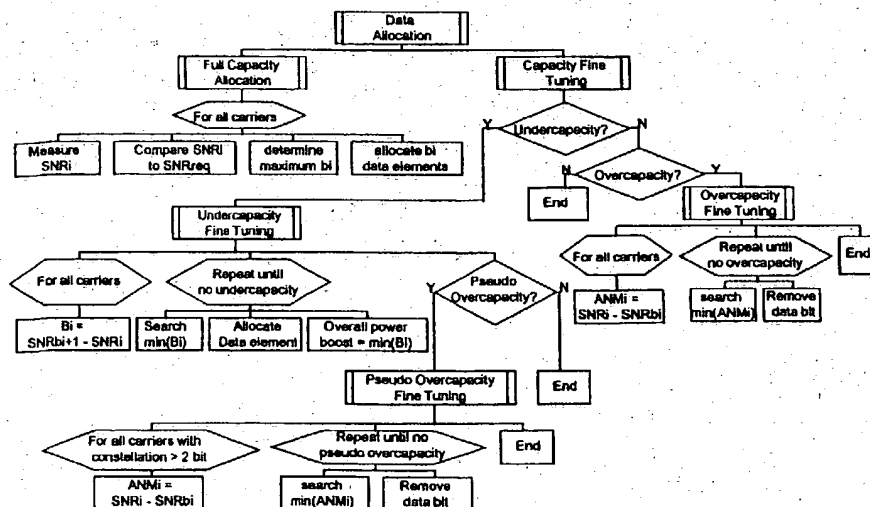 Data
Allocation
Full Capacity
Allocation
Capacity Fine
Tuning
For all carriers
Y
Undercapacity?
N
Measure
SNRi
Compare SNRi
to SNRreq
determine
maximum bi
allocate bi
data elements
N
Overcapacity?
Y
End
Overcapacity
Fine Tuning
Undercapacity
Fine Tuning
For all carriers
Repeat until
no overcapacity
End
For all carriers
Repeat until
no undercapacity
Y
Pseudo
Overcapacity?
N
ANMi =
SNRi - SNRbi
search
min(ANMi)
Remove
data bit
Bi =
SNRbi+1 - SNRi
Search
min(Bi)
Allocate
Data element
Overall power
boost = min(Bi)
Pseudo Overcapacity
Fine Tuning
End
For all carriers with
constellation > 2 bit
Repeat until no
pseudo overcapacity
End
ANMi =
SNRi - SNRbi
search
min(ANMi)
Remove
data bit